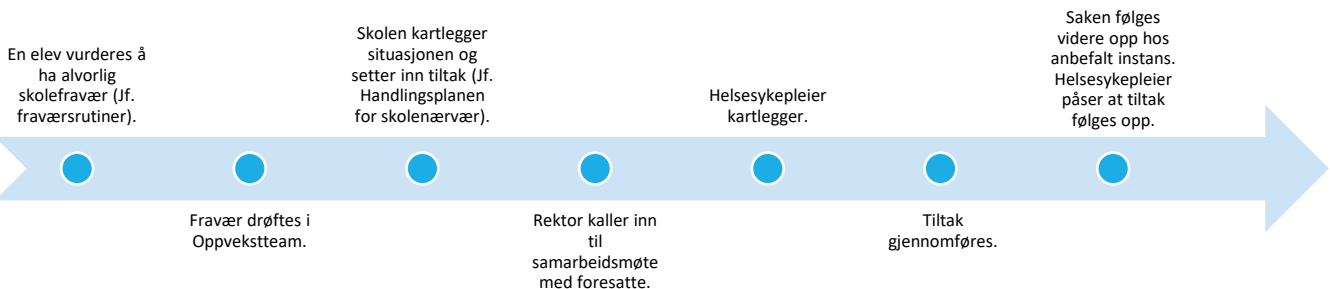 En elev vurderes å
ha alvorlig
skolefravær (Jf.
fraværsrutiner).
Fravær drøftes i
Oppvekstteam.
Skolen kartlegger
situasjonen og
setter inn tiltak (Jf.
Handlingsplanen
for skolenærvær).
Rektor kaller inn
til
samarbeidsmøte
med foresatte.
Helsesykepleier
kartlegger.
Tiltak
gjennomføres.
Saken følges
videre opp hos
anbefalt instans.
Helsesykepleier
påser at tiltak
følges opp.